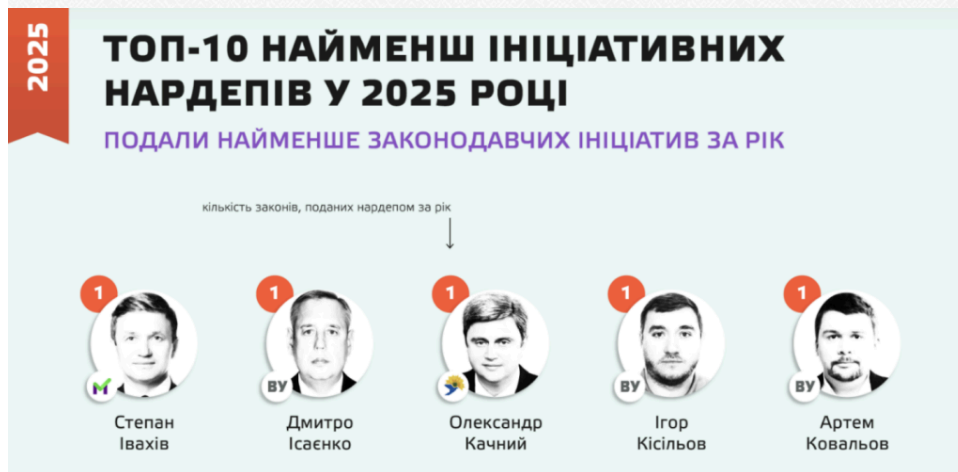 2025
ТОП-10 НАЙМЕНШ ІНІЦІАТИВНИХ
НАРДЕПІВ У 2025 РОЦІ
ПОДАЛИ НАЙМЕНШЕ ЗАКОНОДАВЧИХ ІНІЦІАТИВ ЗА РІК
кількість законів, поданих нардепом за рік
1 1 1 1 1
ВУ ВУ ВУ
Степан Дмитро Олександр Ігор Артем
Івахів Ісаєнко Качний Кісільов Ковальов